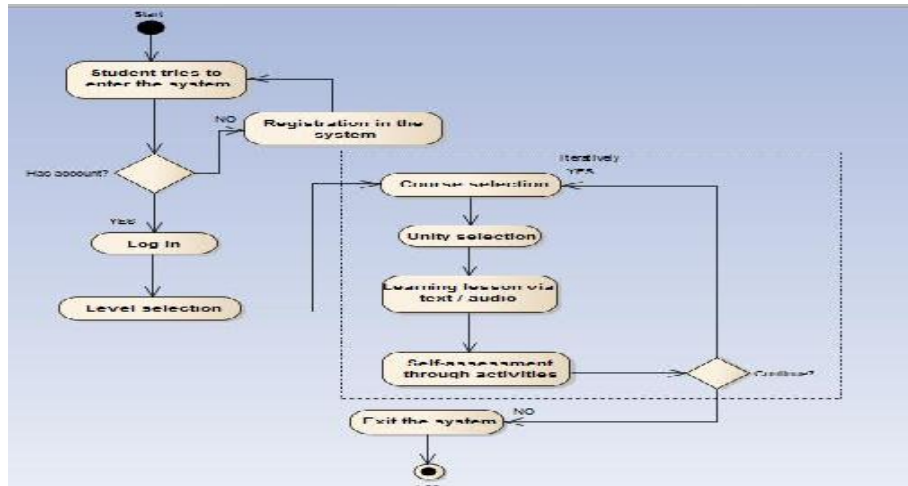 Start
Student tries to
enter the system
NO
Registration in the
system
Has account?
YES
Log in
Level selection
Iteratively
YES
Course selection
Unity selection
Learning lesson via
text / audio
Self-assessment
through activities
Continue?
NO
Exit the system